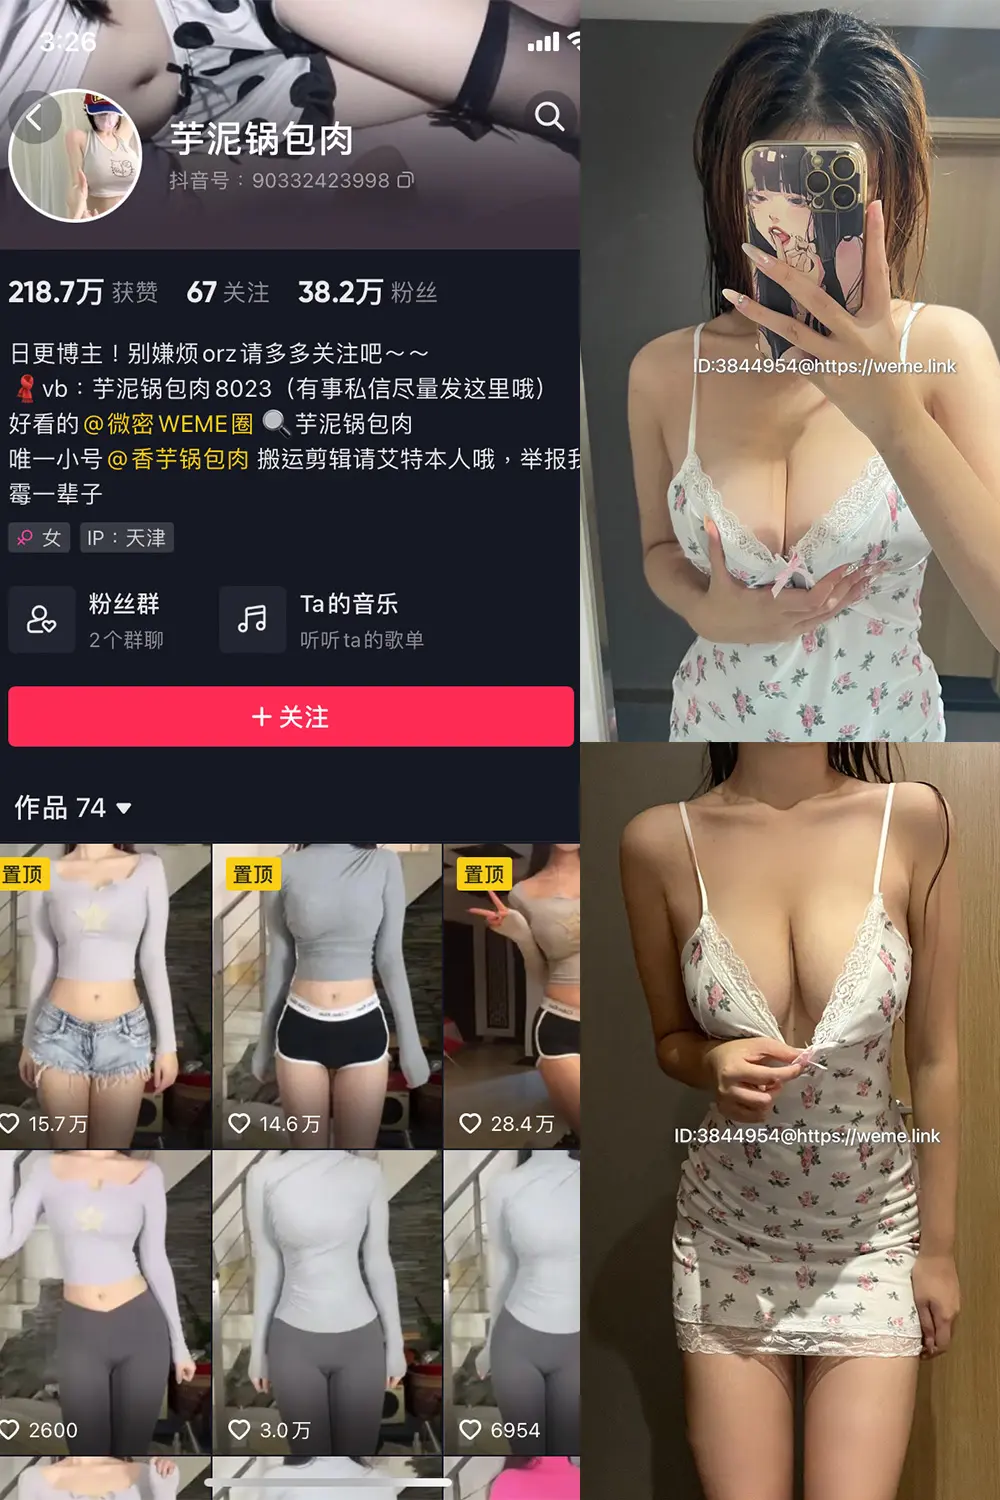 3:26
芋泥锅包肉
抖音号：90332423998
218.7万 获赞 67 关注 38.2万 粉丝
日更博主！别嫌烦orz请多多关注吧～～
vb：芋泥锅包肉8023（有事私信尽量发这里哦）
好看的@微密WEME圈 🔍芋泥锅包肉
唯一小号@香芋锅包肉 搬运剪辑请艾特本人哦，举报我
霉一辈子
女 IP：天津
粉丝群
2个群聊
Ta的音乐
听听ta的歌单
+ 关注
作品 74
置顶 置顶 置顶
15.7万 14.6万 28.4万
2600 3.0万 6954
ID:3844954@https://weme.link
ID:3844954@https://weme.link